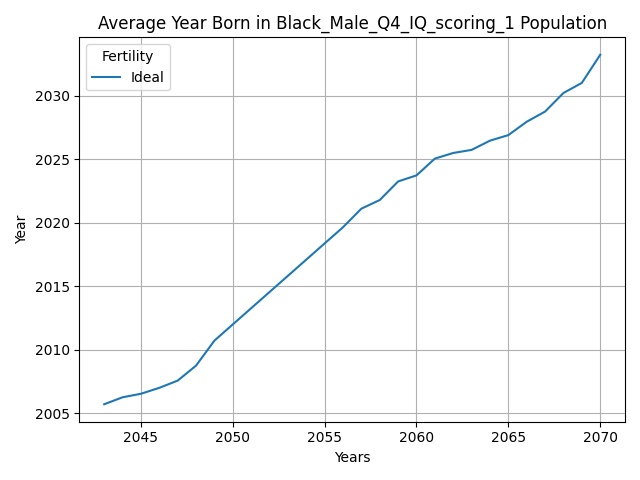 Average Year Born in Black_Male_Q4_IQ_scoring_1 Population
Fertility
Ideal
Year
2030
2025
2020
2015
2010
2005
2045 2050 2055 2060 2065 2070
Years